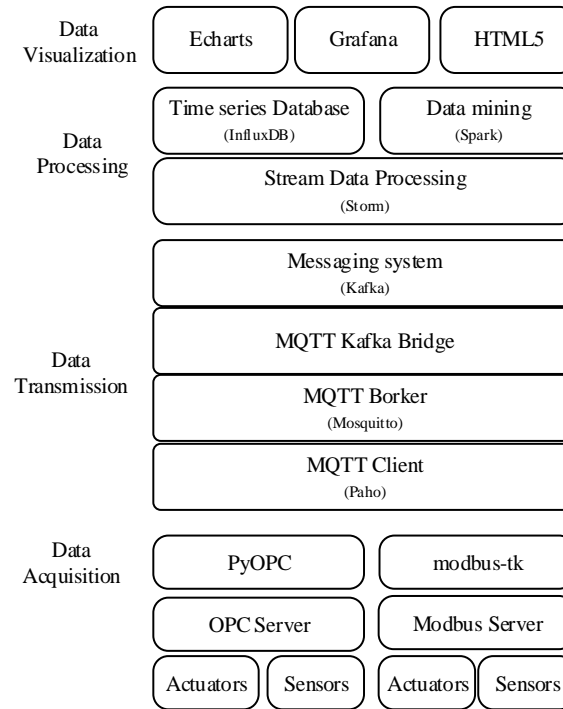 Data
Visualization
Echarts
Grafana
HTML5
Data
Processing
Time series Database
(InfluxDB)
Data mining
(Spark)
Stream Data Processing
(Storm)
Data
Transmission
Messaging system
(Kafka)
MQTT Kafka Bridge
MQTT Borker
(Mosquitto)
MQTT Client
(Paho)
Data
Acquisition
PyOPC
modbus-tk
OPC Server
Modbus Server
Actuators
Sensors
Actuators
Sensors